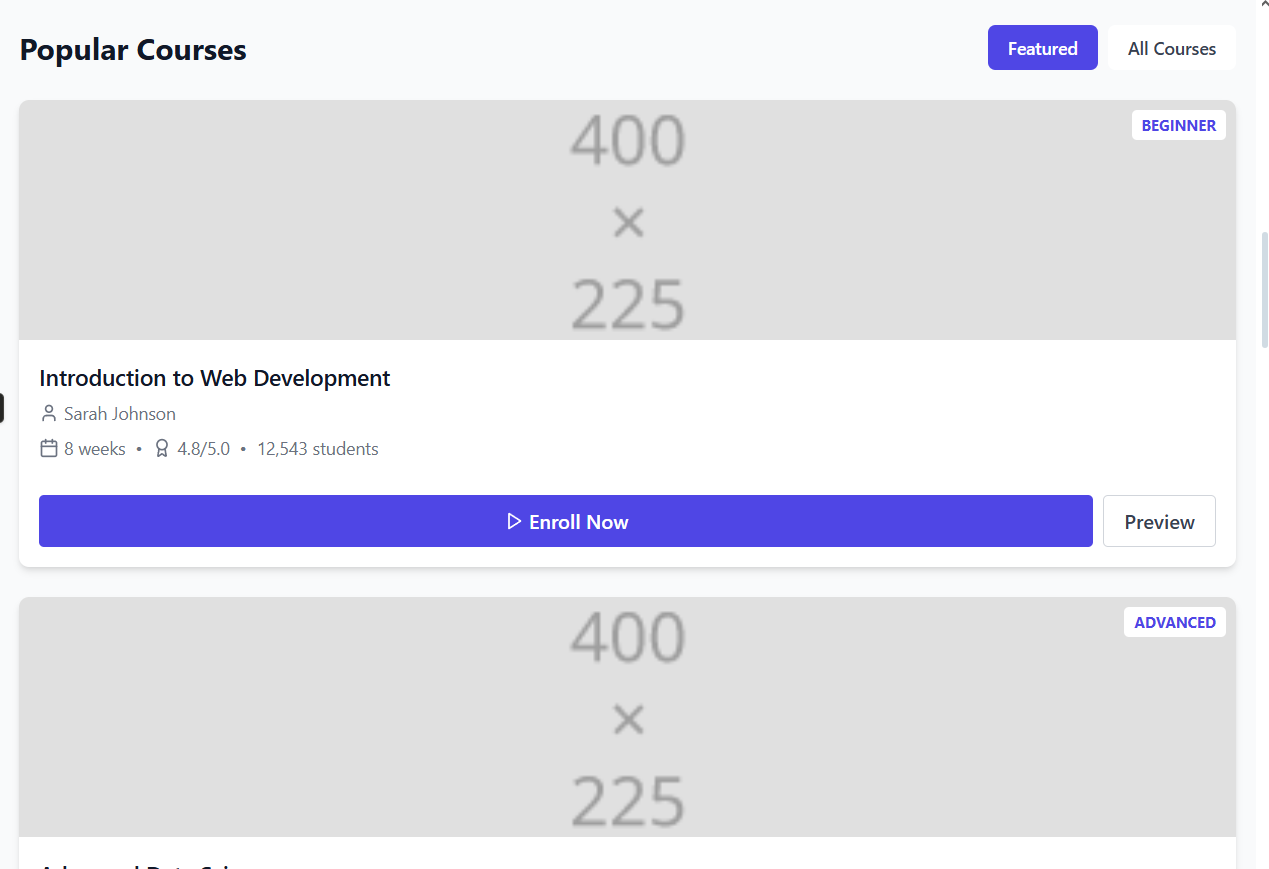 Popular Courses
Featured
All Courses
400
×
225
BEGINNER
Introduction to Web Development
Sarah Johnson
8 weeks • 4.8/5.0 • 12,543 students
Enroll Now
Preview
400
×
225
ADVANCED